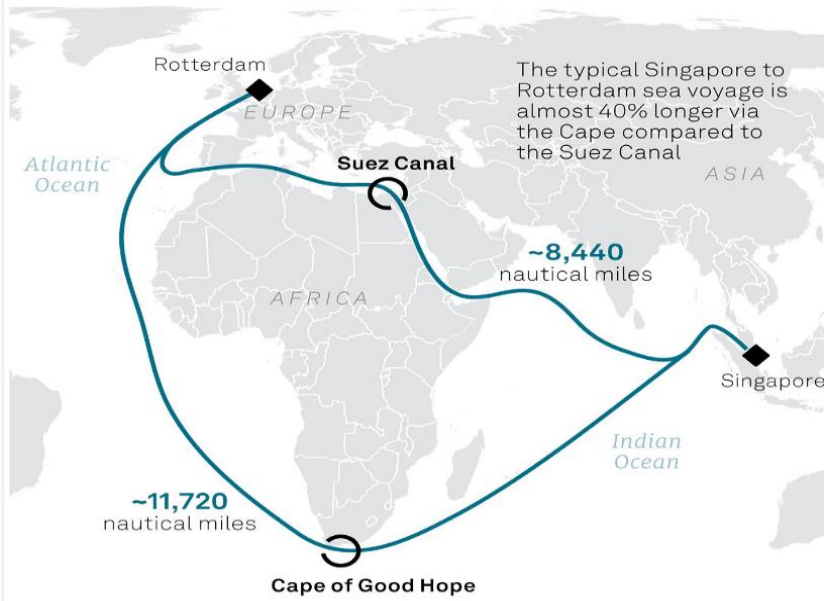 Rotterdam
EUROPE
The typical Singapore to
Rotterdam sea voyage is
almost 40% longer via
the Cape compared to
the Suez Canal
Atlantic
Ocean
Suez Canal
ASIA
~8,440
nautical miles
AFRICA
Singapore
Indian
Ocean
~11,720
nautical miles
Cape of Good Hope